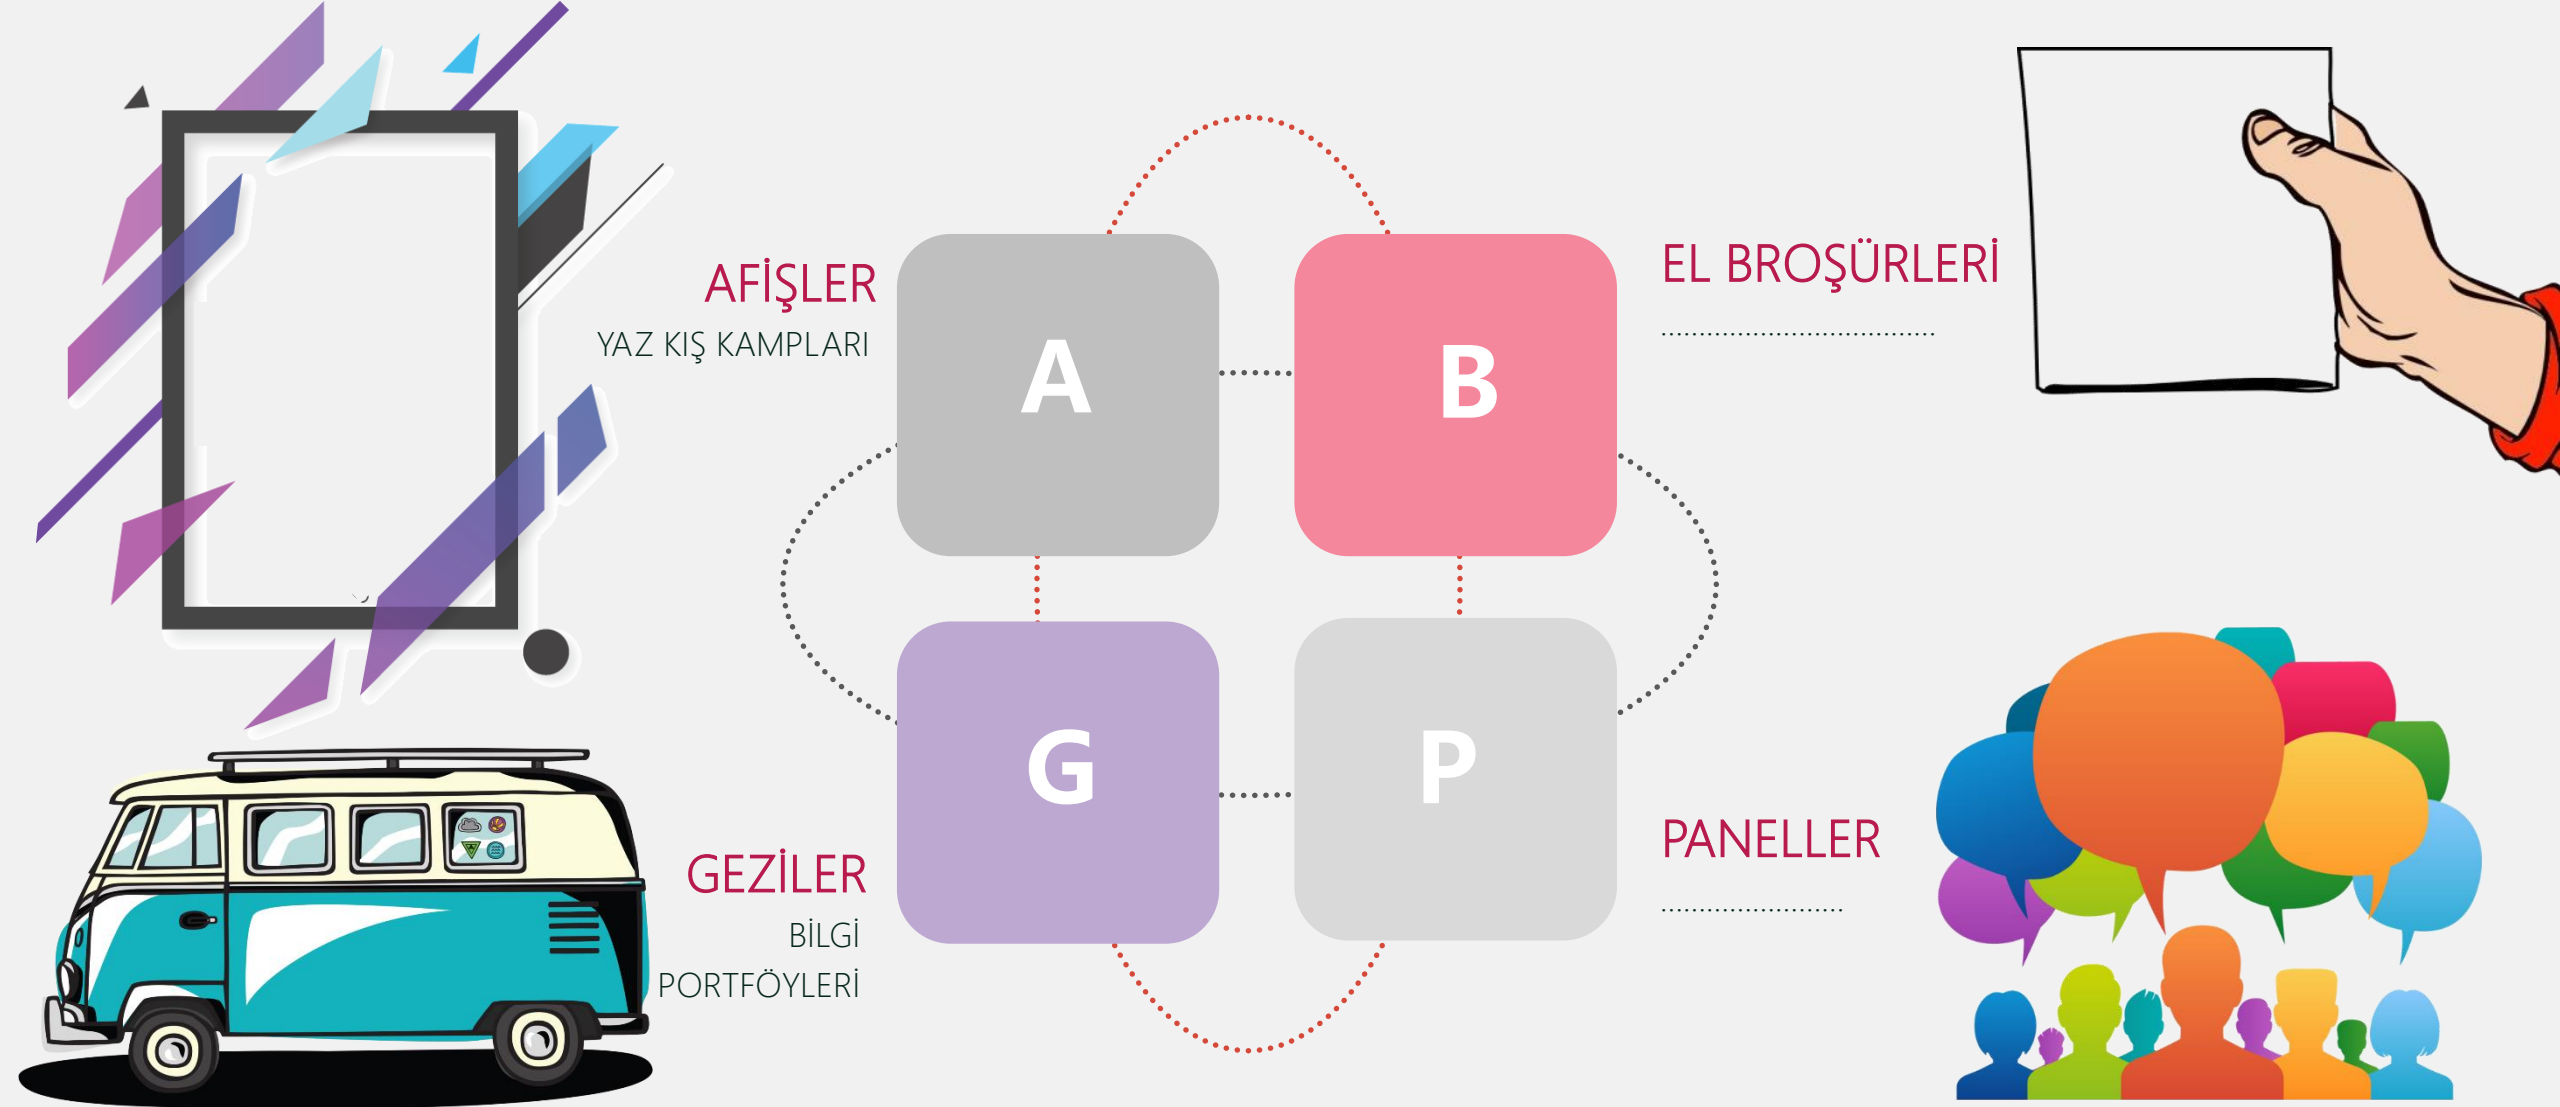 AFİŞLER
YAZ KIŞ KAMPLARI
A
B
EL BROŞÜRLERİ
..................................
GEZİLER
BİLGİ
PORTFÖYLERİ
G
P
PANELLER
.......................